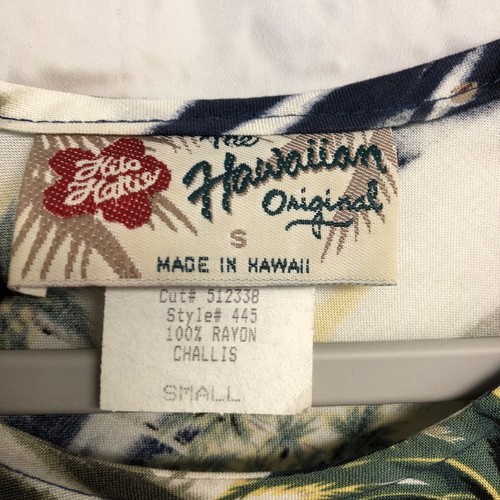 Hilo
Hattie
The
Hawaiian
Original
S
MADE IN HAWAII
Cut# 512338
Style# 445
100% RAYON
CHALLIS
SMALL